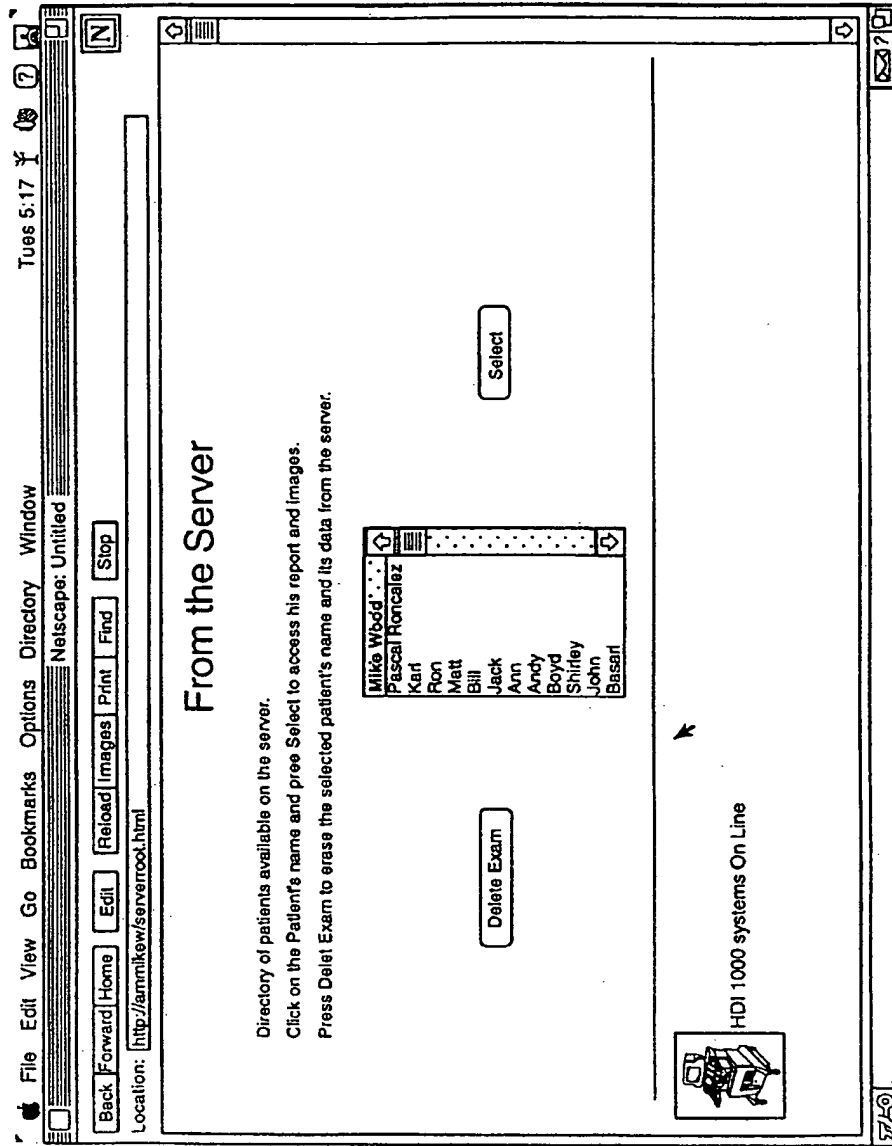 File Edit View Go Bookmarks Options Directory Window Tues 5:17 ?
Netscape: Untitled
Back Forward Home Edit Reload Images Print Find Stop N
Location: http://ammikew/serverroot.html
From the Server
Directory of patients available on the server.
Click on the Patient's name and pree Select to access his report and images.
Press Delet Exam to erase the selected patient's name and its data from the server.
Mike Wodd
Pascal Roncalez
Karl
Ron
Matt
Bill
Jack
Ann
Andy
Boyd
Shirley
John
Basarl
Delete Exam Select
HDI 1000 systems On Line
?